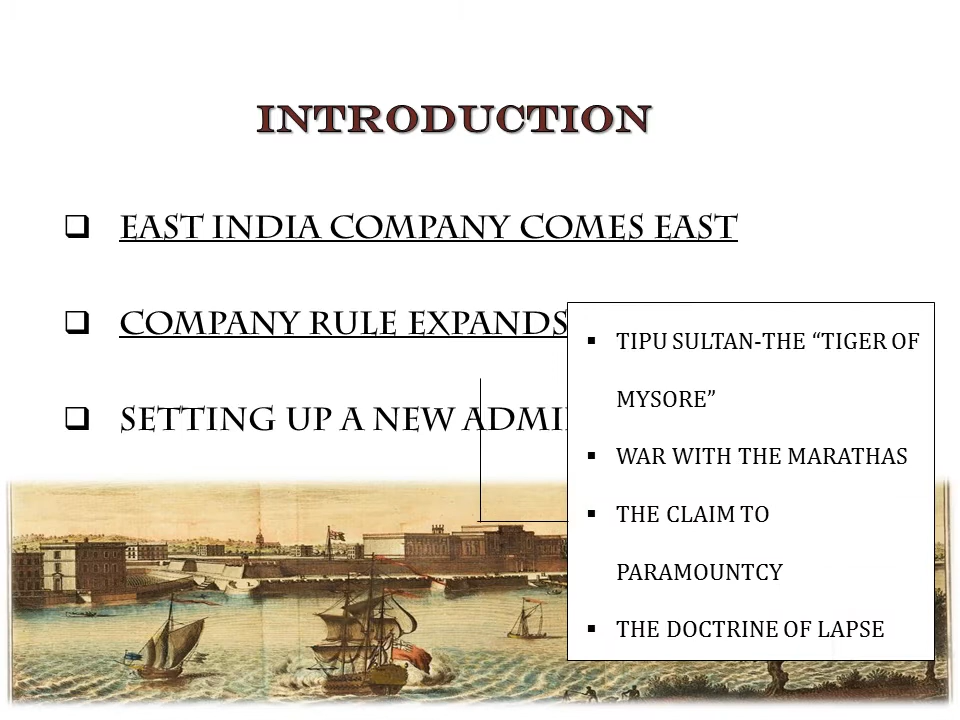 INTRODUCTION
EAST INDIA COMPANY COMES EAST
COMPANY RULE EXPANDS
SETTING UP A NEW
TIPU SULTAN-THE “TIGER OF
MYSORE”
WAR WITH THE MARATHAS
THE CLAIM TO
PARAMOUNTCY
THE DOCTRINE OF LAPSE